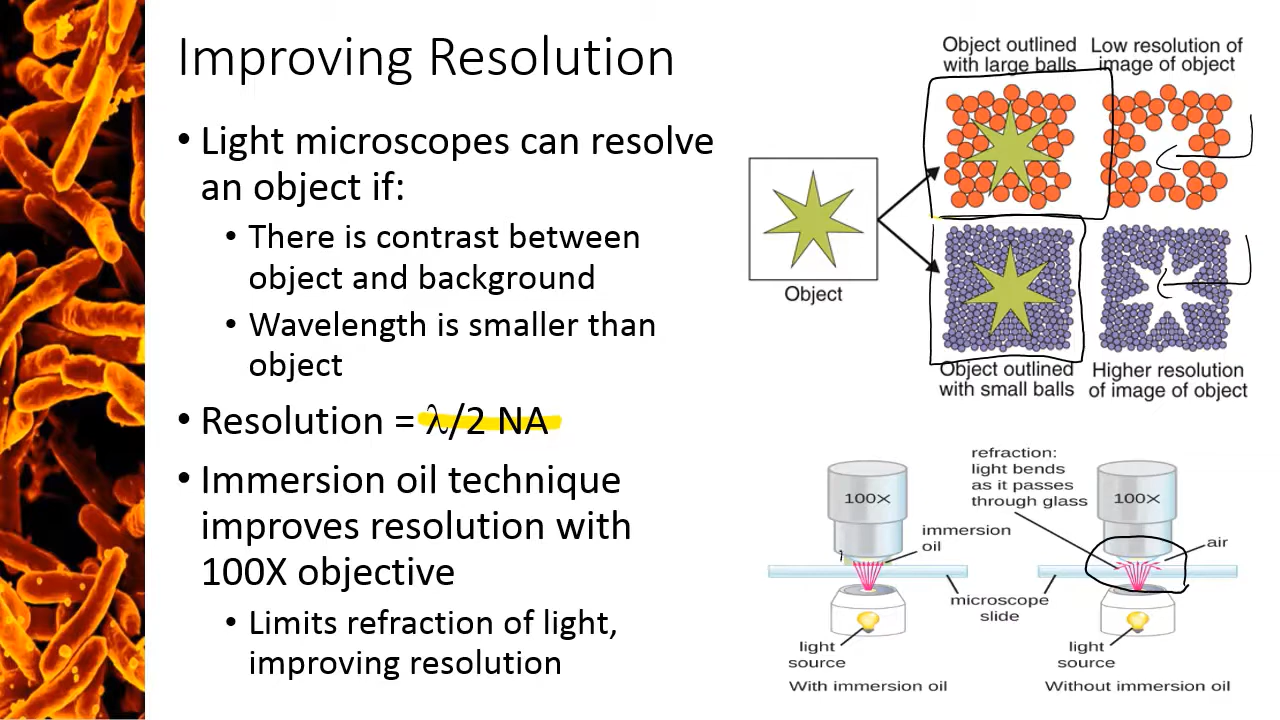 Improving Resolution
• Light microscopes can resolve
an object if:
• There is contrast between
object and background
• Wavelength is smaller than
object
• Resolution = λ/2 NA
• Immersion oil technique
improves resolution with
100X objective
• Limits refraction of light,
improving resolution
Object outlined
with large balls
Low resolution of
image of object
Object
Object outlined
with small balls
Higher resolution
of image of object
100X
immersion
oil
refraction:
light bends
as it passes
through glass
100X
air
microscope
slide
light
source
light
source
With immersion oil
Without immersion oil